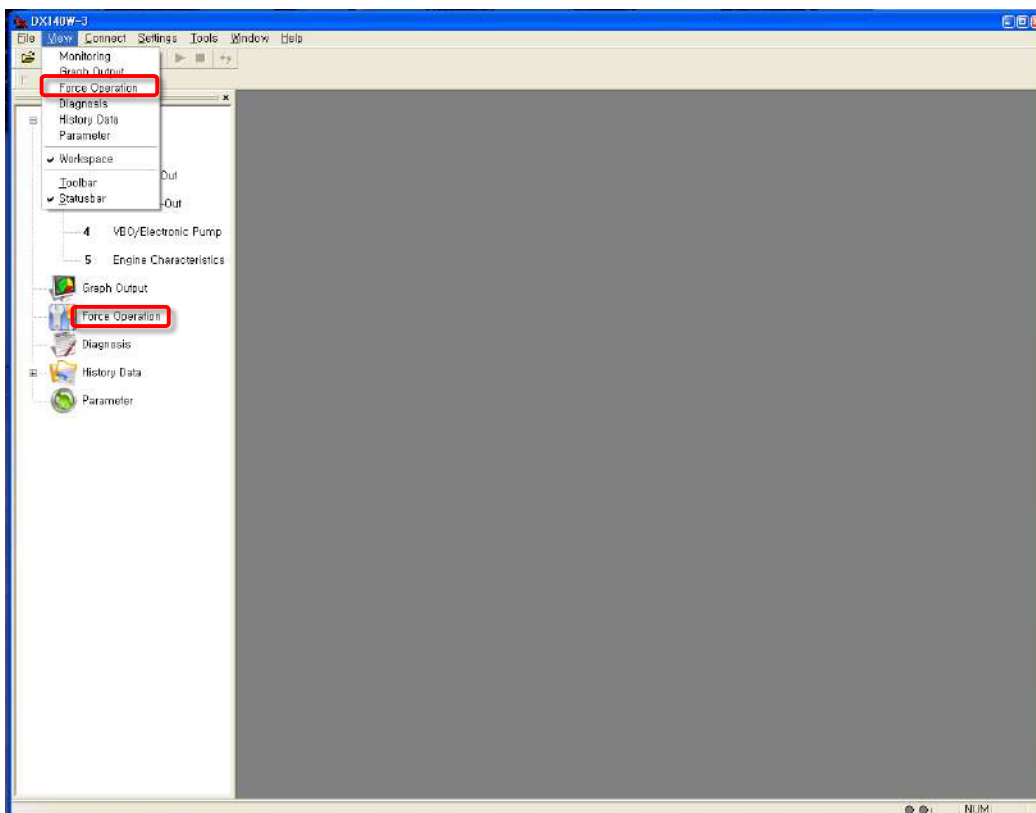 DX140W-3
File View Connect Settings Tools Window Help
Monitoring
Graph Output
Force Operation
Diagnosis
History Data
Parameter
Workspace
Toolbar
Statusbar
Out
-Out
4 VBO/Electronic Pump
5 Engine Characteristics
Graph Output
Force Operation
Diagnosis
History Data
Parameter
NUM